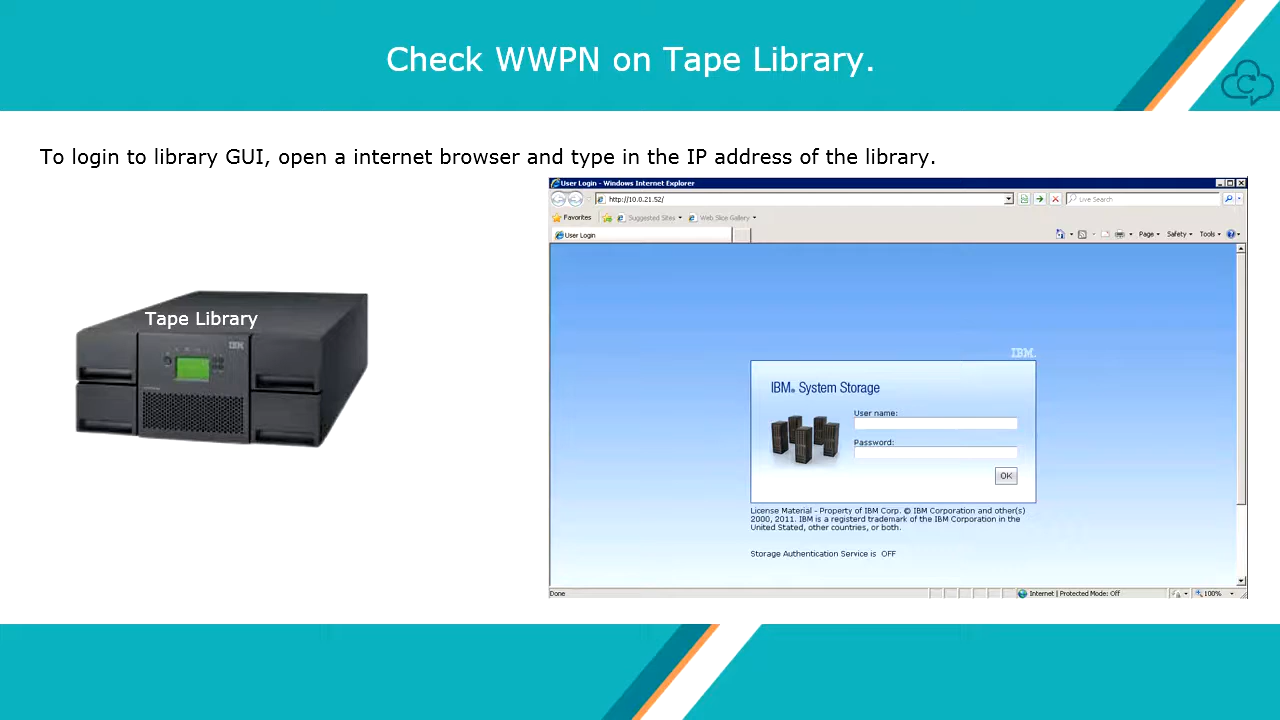 Check WWPN on Tape Library.
To login to library GUI, open a internet browser and type in the IP address of the library.
Tape Library
IBM
User Login - Windows Internet Explorer
http://10.0.21.52/
Live Search
Favorites
Suggested Sites
Web Slice Gallery
User Login
Page
Safety
Tools
IBM.
IBM® System Storage
User name:
Password:
OK
License Material - Property of IBM Corp. © IBM Corporation and other(s)
2000, 2011. IBM is a registerd trademark of the IBM Corporation in the
United Stated, other countries, or both.
Storage Authentication Service is OFF
Done
Internet | Protected Mode: Off
100%